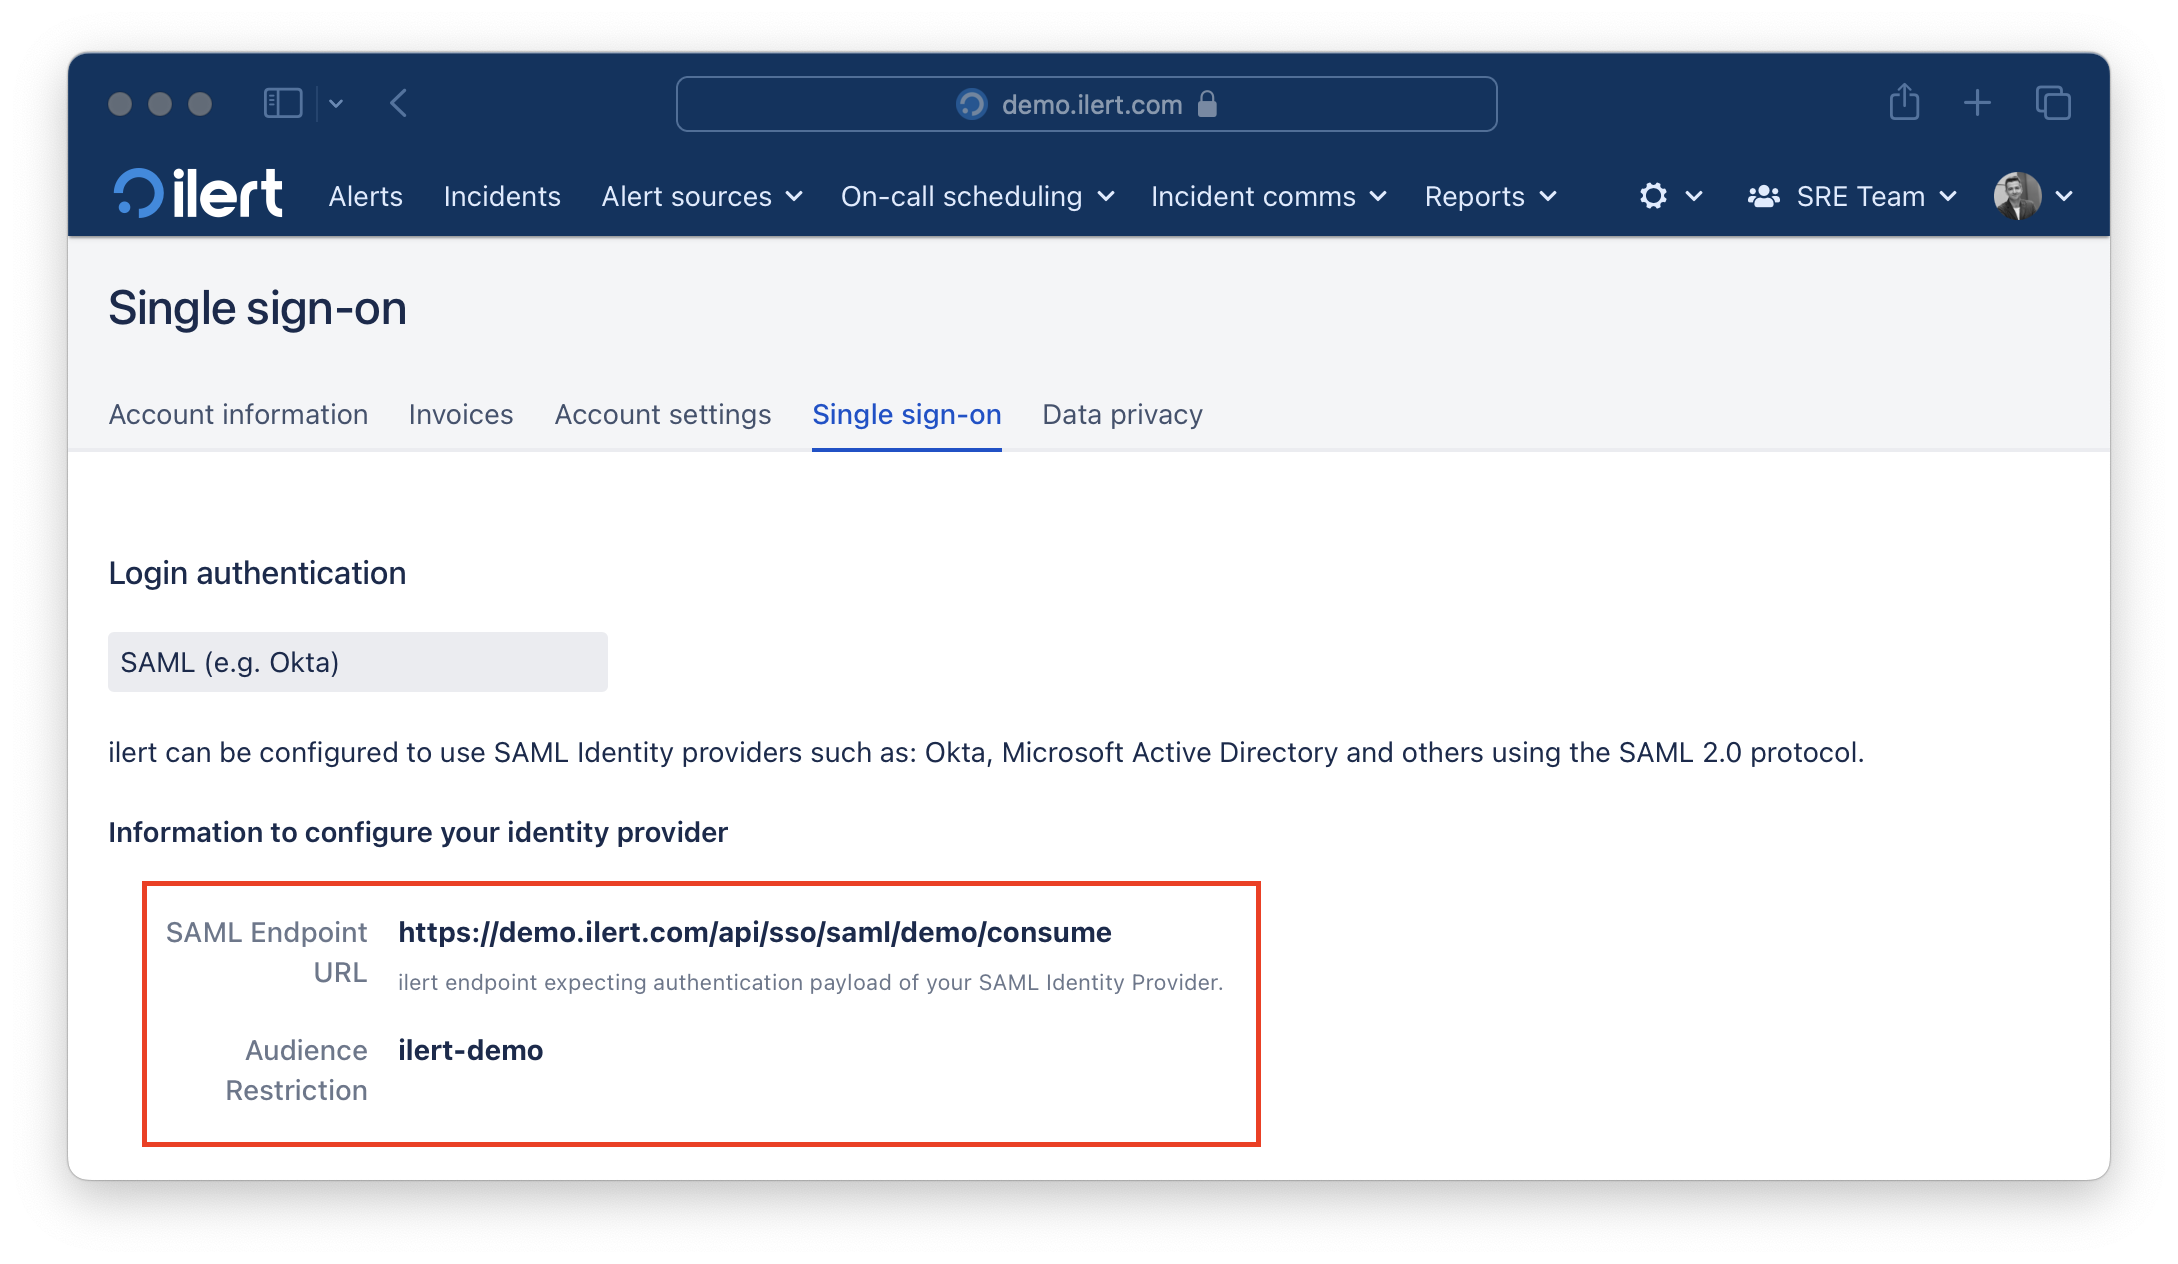 demo.ilert.com
ilert Alerts Incidents Alert sources On-call scheduling Incident comms Reports SRE Team
Single sign-on
Account information Invoices Account settings Single sign-on Data privacy
Login authentication
SAML (e.g. Okta)
ilert can be configured to use SAML Identity providers such as: Okta, Microsoft Active Directory and others using the SAML 2.0 protocol.
Information to configure your identity provider
SAML Endpoint URL
https://demo.ilert.com/api/sso/saml/demo/consume
ilert endpoint expecting authentication payload of your SAML Identity Provider.
Audience Restriction
ilert-demo